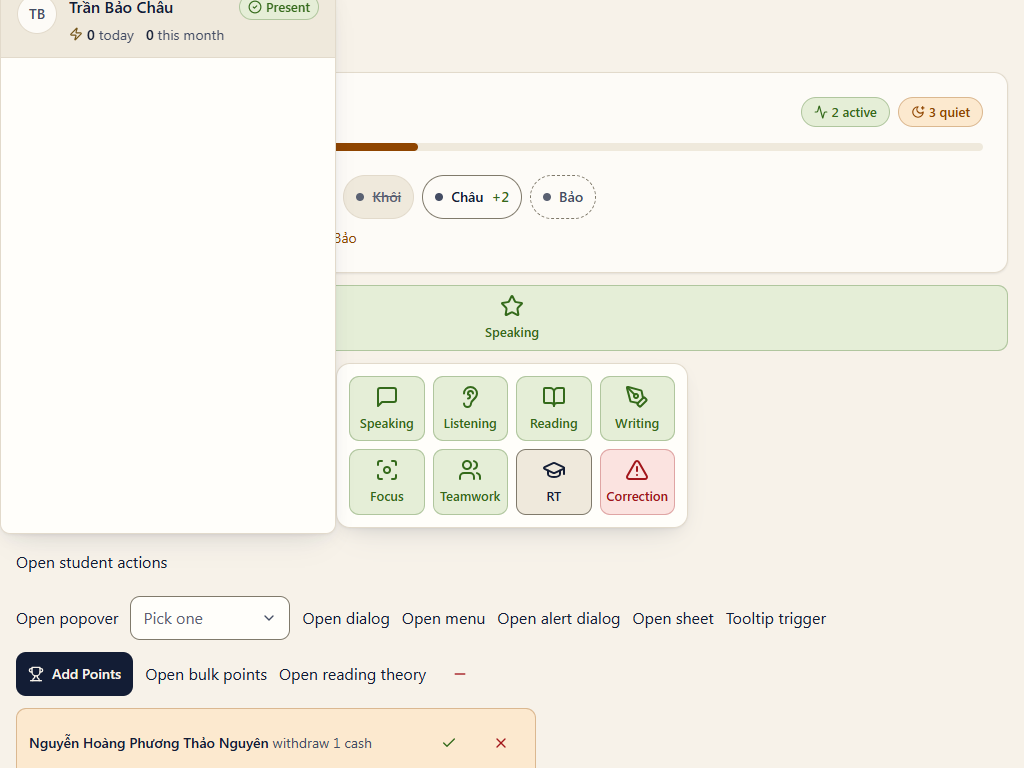 TB
Trần Bảo Châu
Present
0 today 0 this month
2 active
3 quiet
Khôi
Châu +2
Bảo
Bảo
Speaking
Speaking
Listening
Reading
Writing
Focus
Teamwork
RT
Correction
Open student actions
Open popover
Pick one
Open dialog
Open menu
Open alert dialog
Open sheet
Tooltip trigger
Add Points
Open bulk points
Open reading theory
Nguyễn Hoàng Phương Thảo Nguyên withdraw 1 cash